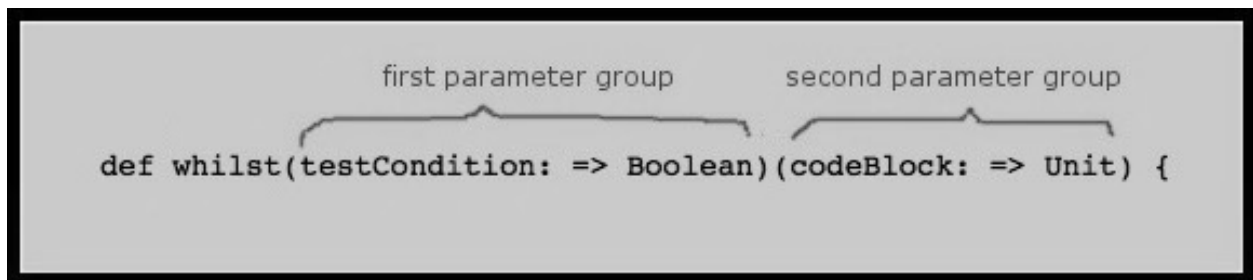 first parameter group second parameter group
def whilst(testCondition: => Boolean)(codeBlock: => Unit) {